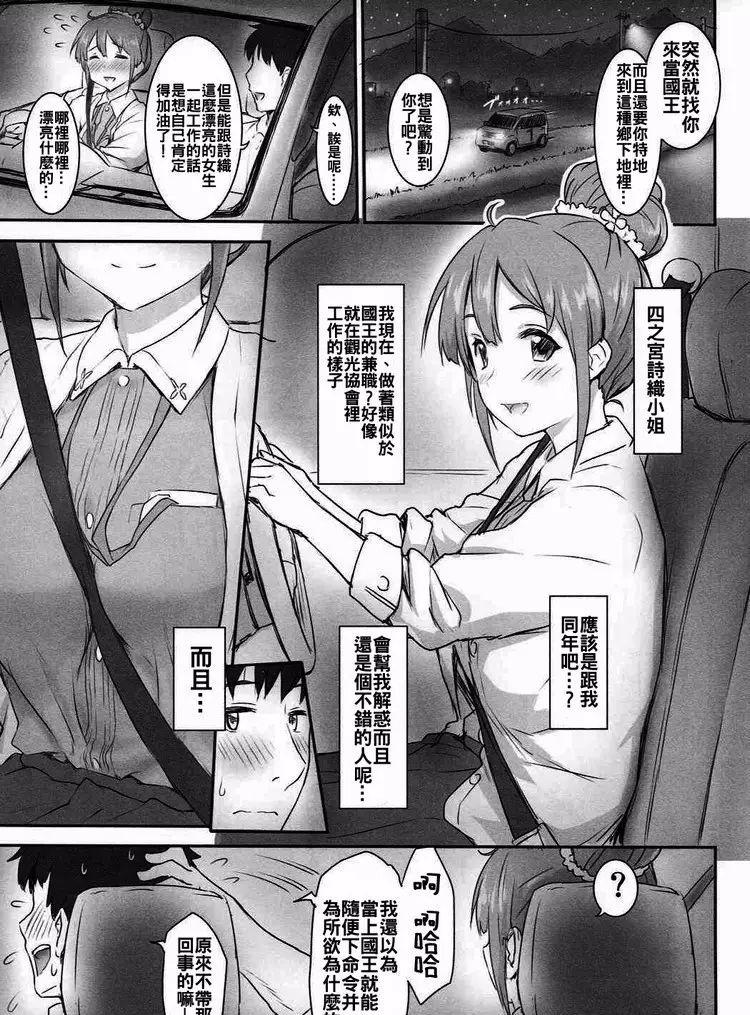 突然就找你
來當國王
而且還要你特地
來到這種鄉下地裡…
想是驚動到
你了吧？
欸、誒是呢…
但是能跟詩織
這麼漂亮的女生
一起工作的話
是想自己肯定
得加油了！
哪裡哪裡…
漂亮什麼的…
四之宮詩織小姐
我現在、做著類似於
國王的兼職？好像
就在觀光協會裡
工作的樣子
應該是跟我
同年吧…？
會幫我解惑而且
還是個不錯的人呢…
而且…
？
啊啊哈哈
我還以為
當上國王就能
隨便下命令并
為所欲為什麼
原來不帶那
回事的嘛